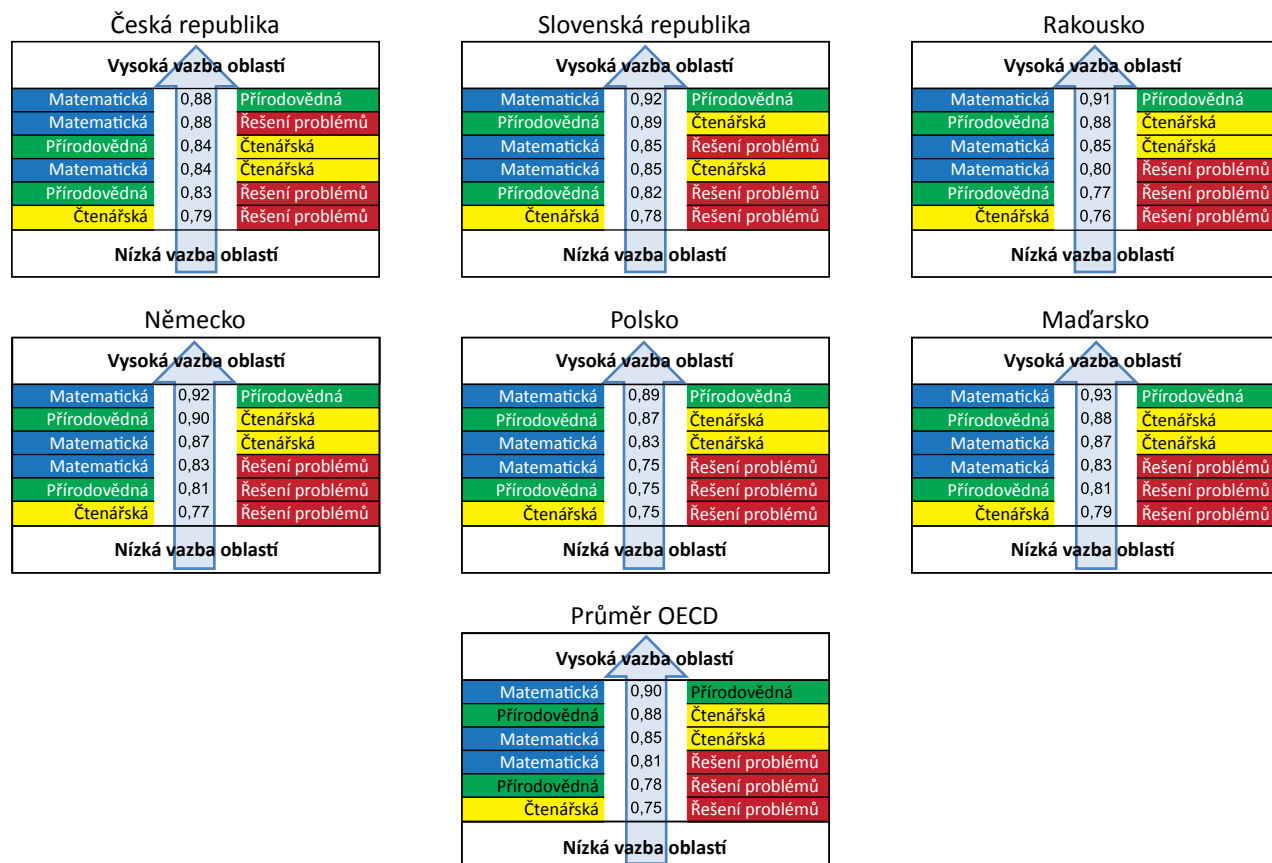 Česká republika
Vysoká vazba oblastí
Matematická 0,88 Přírodovědná
Matematická 0,88 Řešení problémů
Přírodovědná 0,84 Čtenářská
Matematická 0,84 Čtenářská
Přírodovědná 0,83 Řešení problémů
Čtenářská 0,79 Řešení problémů
Nízká vazba oblastí
Slovenská republika
Vysoká vazba oblastí
Matematická 0,92 Přírodovědná
Přírodovědná 0,89 Čtenářská
Matematická 0,85 Řešení problémů
Matematická 0,85 Čtenářská
Přírodovědná 0,82 Řešení problémů
Čtenářská 0,78 Řešení problémů
Nízká vazba oblastí
Rakousko
Vysoká vazba oblastí
Matematická 0,91 Přírodovědná
Přírodovědná 0,88 Čtenářská
Matematická 0,85 Čtenářská
Matematická 0,80 Řešení problémů
Přírodovědná 0,77 Řešení problémů
Čtenářská 0,76 Řešení problémů
Nízká vazba oblastí
Německo
Vysoká vazba oblastí
Matematická 0,92 Přírodovědná
Přírodovědná 0,90 Čtenářská
Matematická 0,87 Čtenářská
Matematická 0,83 Řešení problémů
Přírodovědná 0,81 Řešení problémů
Čtenářská 0,77 Řešení problémů
Nízká vazba oblastí
Polsko
Vysoká vazba oblastí
Matematická 0,89 Přírodovědná
Přírodovědná 0,87 Čtenářská
Matematická 0,83 Čtenářská
Matematická 0,75 Řešení problémů
Přírodovědná 0,75 Řešení problémů
Čtenářská 0,75 Řešení problémů
Nízká vazba oblastí
Maďarsko
Vysoká vazba oblastí
Matematická 0,93 Přírodovědná
Přírodovědná 0,88 Čtenářská
Matematická 0,87 Čtenářská
Matematická 0,83 Řešení problémů
Přírodovědná 0,81 Řešení problémů
Čtenářská 0,79 Řešení problémů
Nízká vazba oblastí
Průměr OECD
Vysoká vazba oblastí
Matematická 0,90 Přírodovědná
Přírodovědná 0,88 Čtenářská
Matematická 0,85 Čtenářská
Matematická 0,81 Řešení problémů
Přírodovědná 0,78 Řešení problémů
Čtenářská 0,75 Řešení problémů
Nízká vazba oblastí